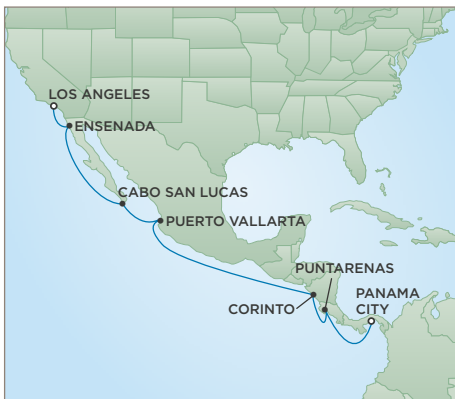 LOS ANGELES
ENSENADA
CABO SAN LUCAS
PUERTO VALLARTA
PUNTARENAS
CORINTO
PANAMA
CITY